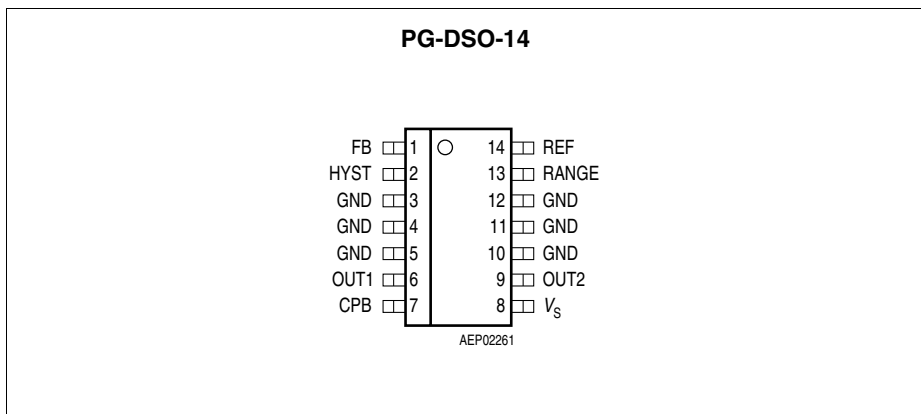 PG-DSO-14
FB 1 14 REF
HYST 2 13 RANGE
GND 3 12 GND
GND 4 11 GND
GND 5 10 GND
OUT1 6 9 OUT2
CPB 7 8 VS
AEP02261